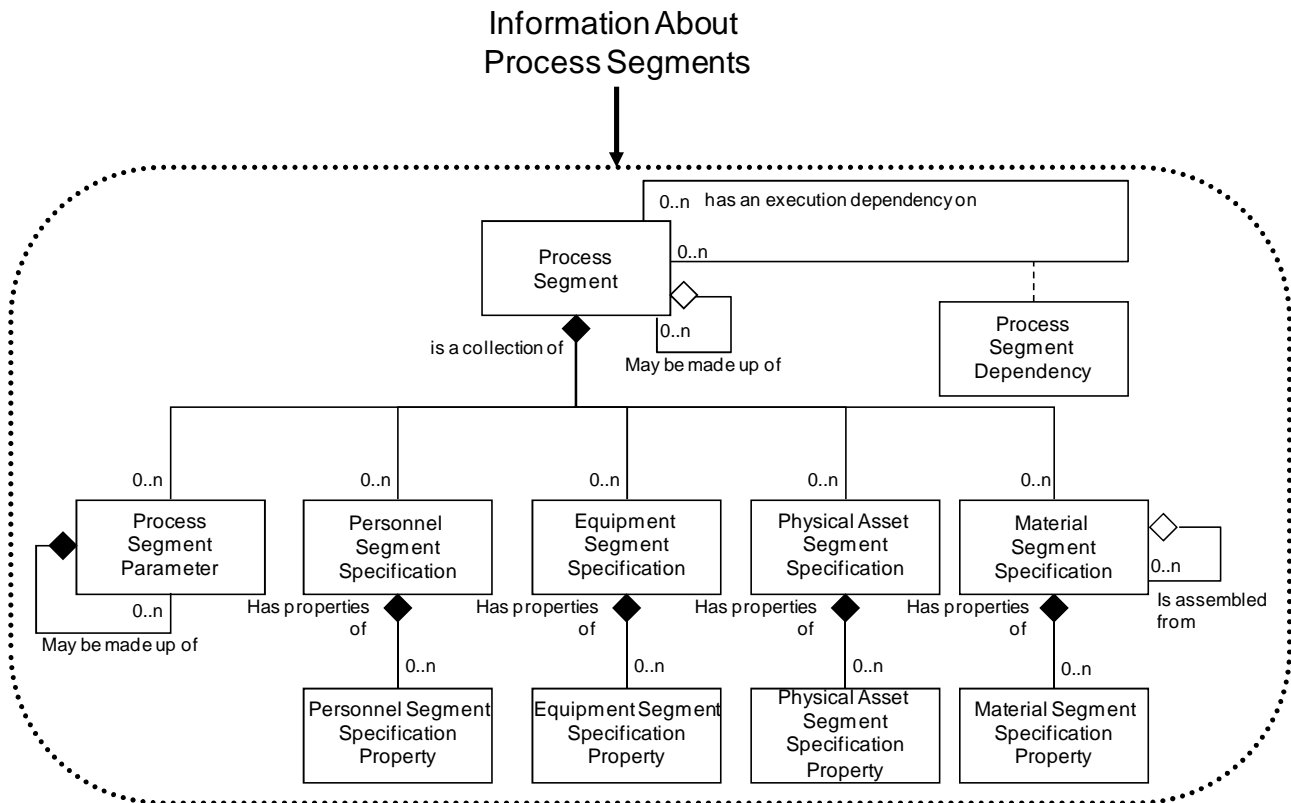 Information About
Process Segments
0..n has an execution dependency on
Process
Segment
0..n
0..n
May be made up of
is a collection of
Process
Segment
Dependency
0..n
0..n
0..n
0..n
0..n
Process
Segment
Parameter
0..n
May be made up of
Personnel
Segment
Specification
Equipment
Segment
Specification
Physical Asset
Segment
Specification
Material
Segment
Specification
0..n
Is assembled
from
Has properties
of
Has properties
of
Has properties
of
Has properties
of
0..n
0..n
0..n
0..n
Personnel Segment
Specification
Property
Equipment Segment
Specification
Property
Physical Asset
Segment
Specification
Property
Material Segment
Specification
Property